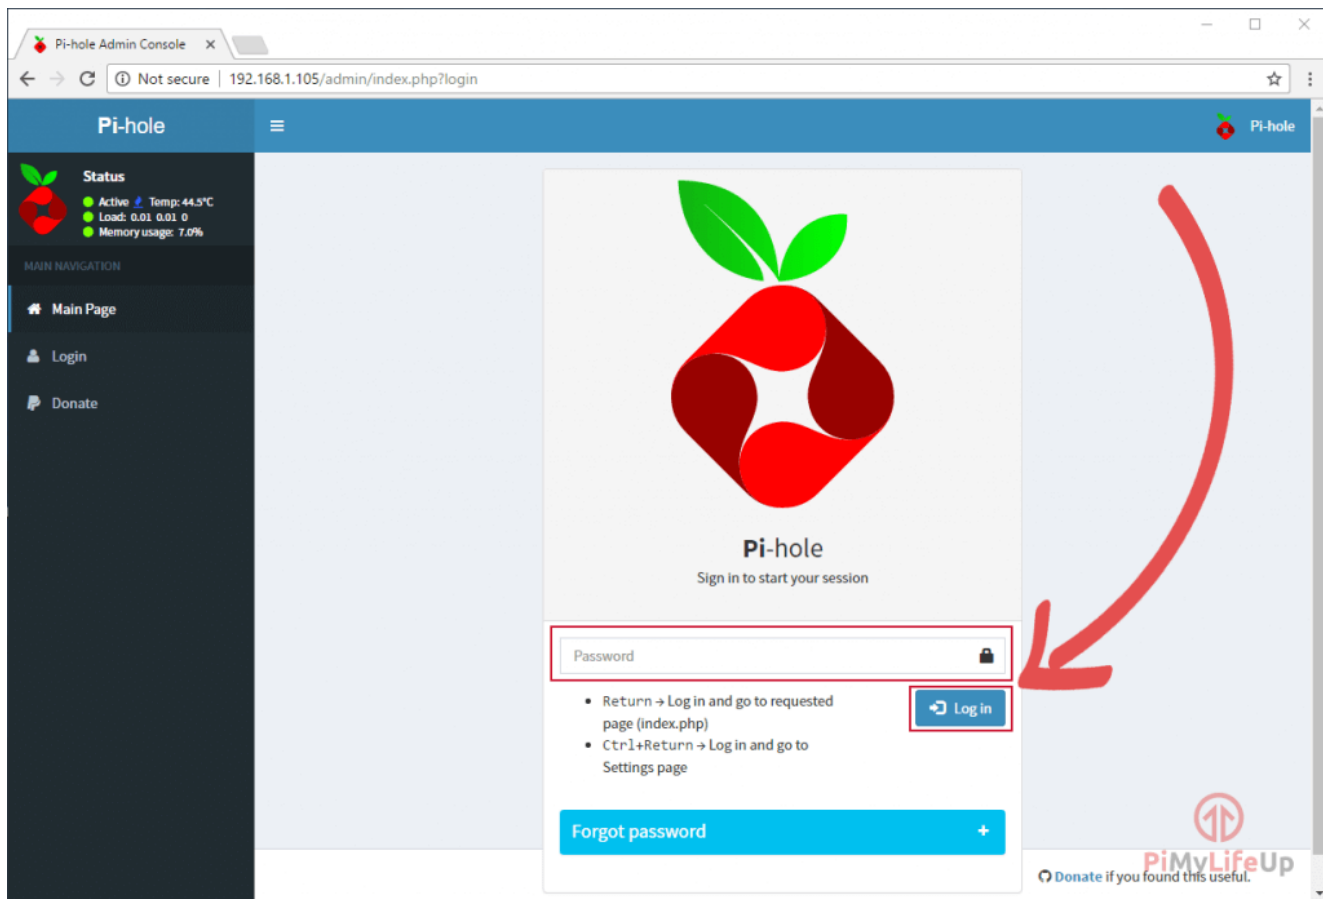 Pi-hole Admin Console
Not secure | 192.168.1.105/admin/index.php?login
Pi-hole
Pi-hole
Status
Active Temp: 44.5°C
Load: 0.01 0.01 0
Memory usage: 7.0%
MAIN NAVIGATION
Main Page
Login
Donate
Pi-hole
Sign in to start your session
Password
Return → Log in and go to requested
page (index.php)
Ctrl+Return → Log in and go to
Settings page
Log in
Forgot password
Donate if you found this useful.
PiMyLifeUp